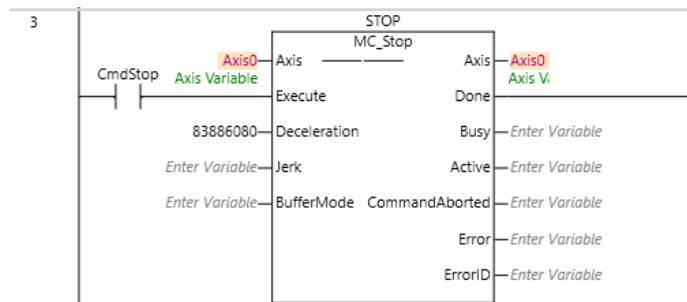 3
STOP
MC_Stop
Axis0 Axis Axis Axis0
CmdStop Axis Variable Axis Va
Execute Done
83886080 Deceleration Busy Enter Variable
Enter Variable Jerk Active Enter Variable
Enter Variable BufferMode CommandAborted Enter Variable
Error Enter Variable
ErrorID Enter Variable